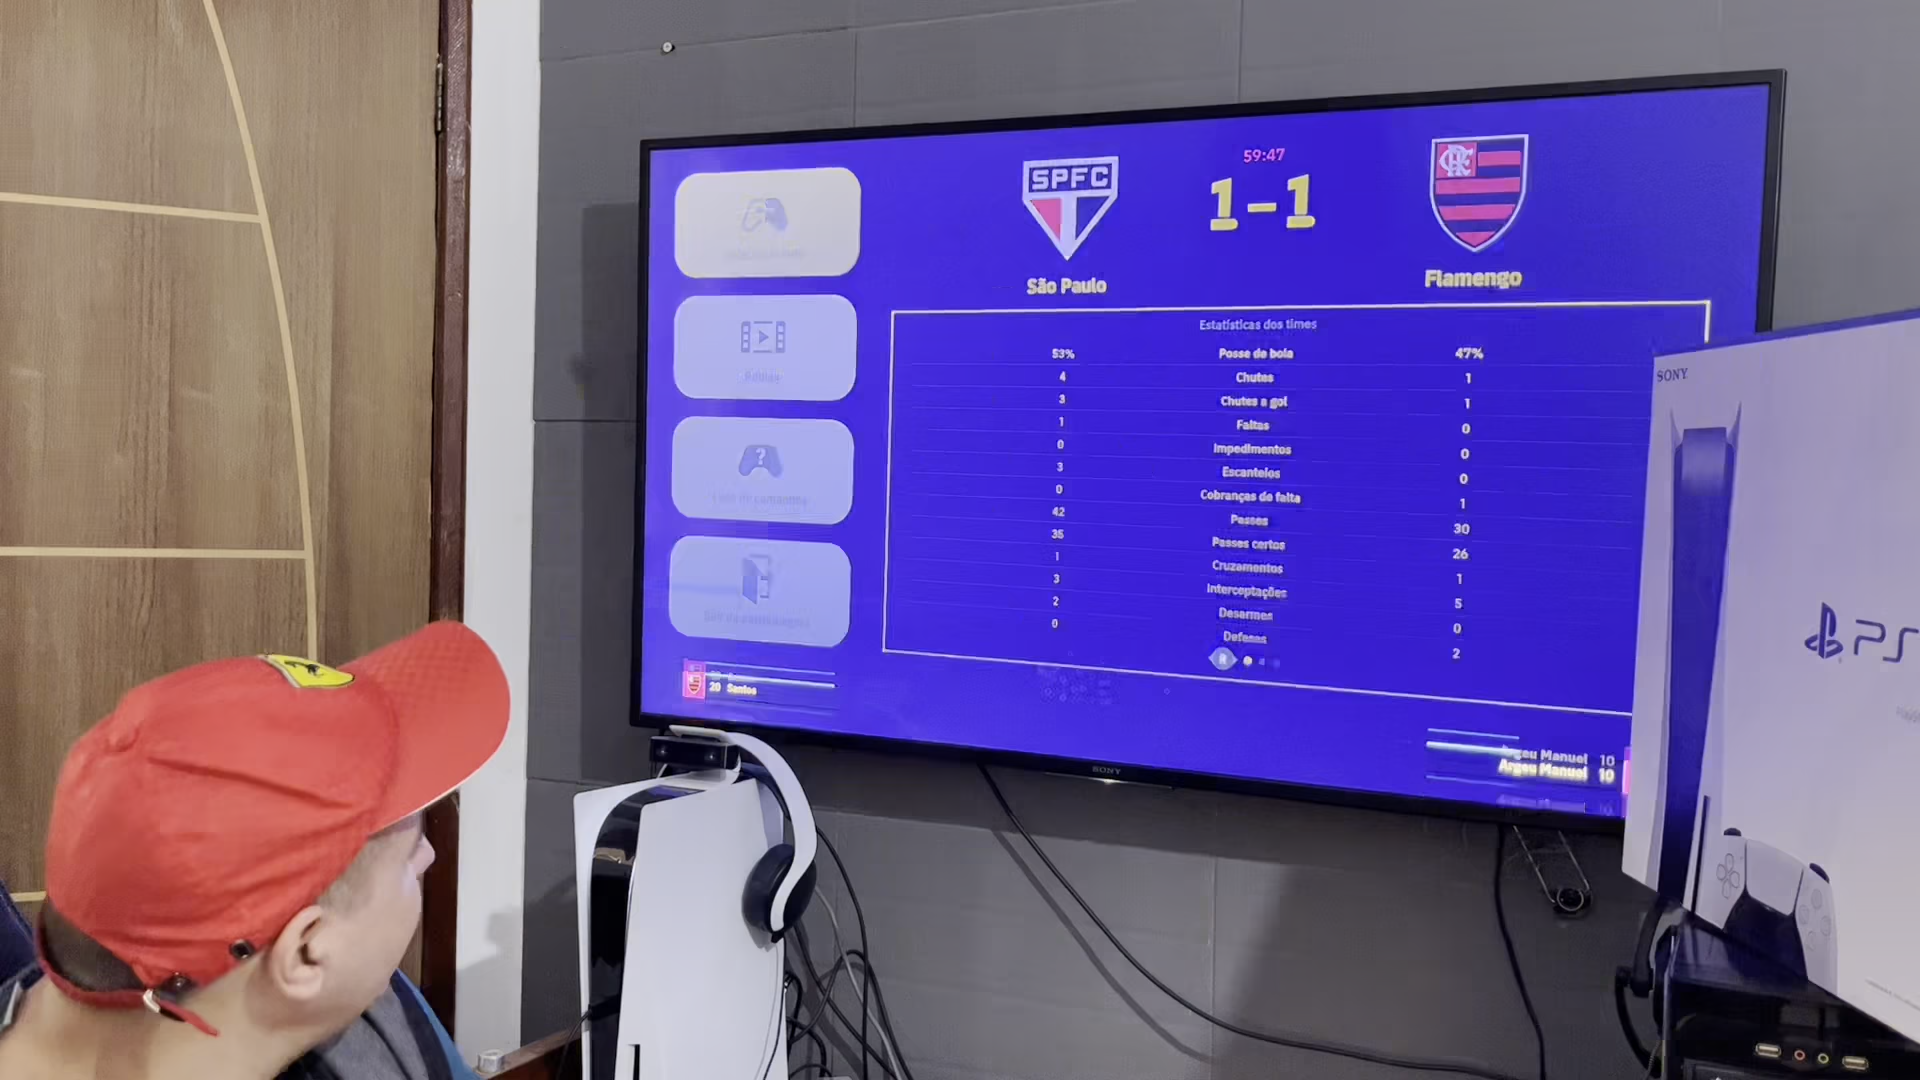 59:47
SPFC
1-1
São Paulo
Flamengo
Estatísticas dos times
53% Posse de bola 47%
4 Chutes 1
3 Chutes a gol 1
1 Faltas 0
0 Impedimentos 0
3 Escanteios 0
0 Cobranças de falta 1
42 Passes 30
35 Passes certos 26
1 Cruzamentos 1
3 Interceptações 5
2 Desarmes 0
0 Defesas 2
R
20 Santos
Argeu Manuel 10
Argeu Manuel 10
SONY
SONY
PS